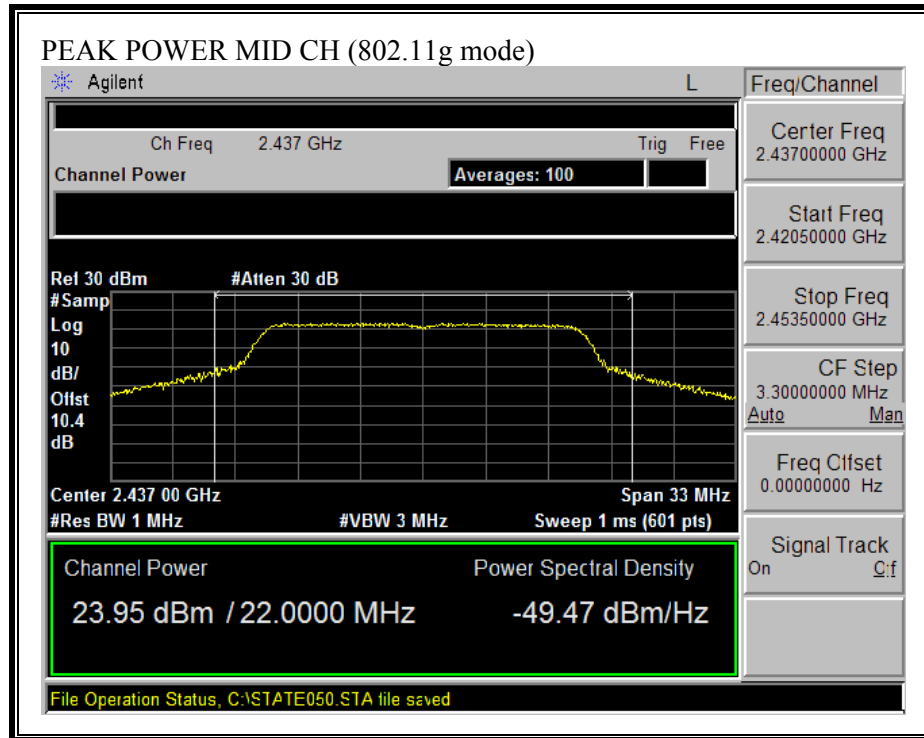 PEAK POWER MID CH (802.11g mode)
Agilent L Freq/Channel
Ch Freq 2.437 GHz Trig Free
Channel Power Averages: 100
Center Freq
2.43700000 GHz
Start Freq
2.42050000 GHz
Stop Freq
2.45350000 GHz
CF Step
3.30000000 MHz
Auto Man
Freq Offset
0.00000000 Hz
Signal Track
On Off
Ref 30 dBm #Atten 30 dB
#Samp
Log
10
dB/
Offst
10.4
dB
Center 2.437 00 GHz Span 33 MHz
#Res BW 1 MHz #VBW 3 MHz Sweep 1 ms (601 pts)
Channel Power Power Spectral Density
23.95 dBm / 22.0000 MHz -49.47 dBm/Hz
File Operation Status, C:\STATE050.STA file saved